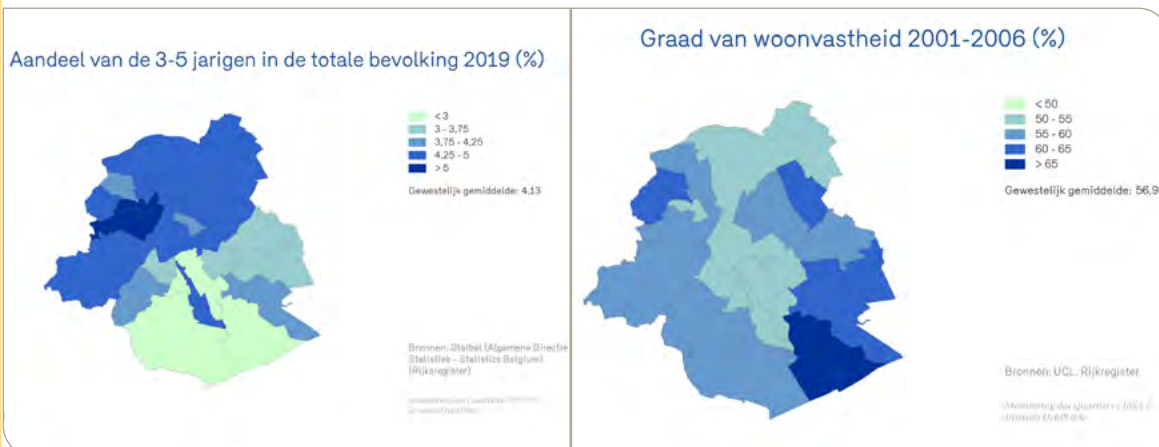 Aandeel van de 3-5 jarigen in de totale bevolking 2019 (%)
< 3
3 - 3,75
3,75 - 4,25
4,25 - 5
> 5
Gewestelijk gemiddelde: 4,13
Bronnen: Statbel (Algemene Directie
Statistiek - Statistics Belgium)
(Rijksregister)
Graad van woonvastheid 2001-2006 (%)
< 50
50 - 55
55 - 60
60 - 65
> 65
Gewestelijk gemiddelde: 56,9
Bronnen: UCL, Rijkregister